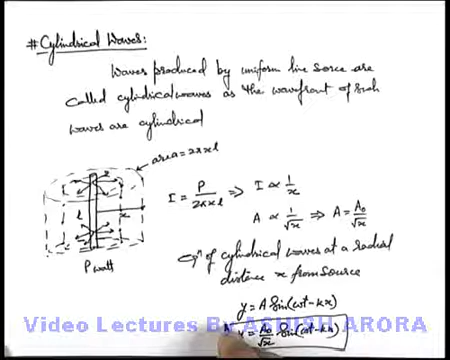 # Cylindrical Waves:
Waves produced by uniform line source are
called cylindrical waves as the wavefront of such
waves are cylindrical
area = 2πxl
I = P/2πxl ⇒ I ∝ 1/x
A ∝ 1/√x ⇒ A = A₀/√x
l
x
P watt
Eqⁿ of cylindrical waves at a radial
distance x from source
y = A sin(ωt - kx)
y = A₀/√x sin(ωt - kx)
Video Lectures By ASHISH ARORA